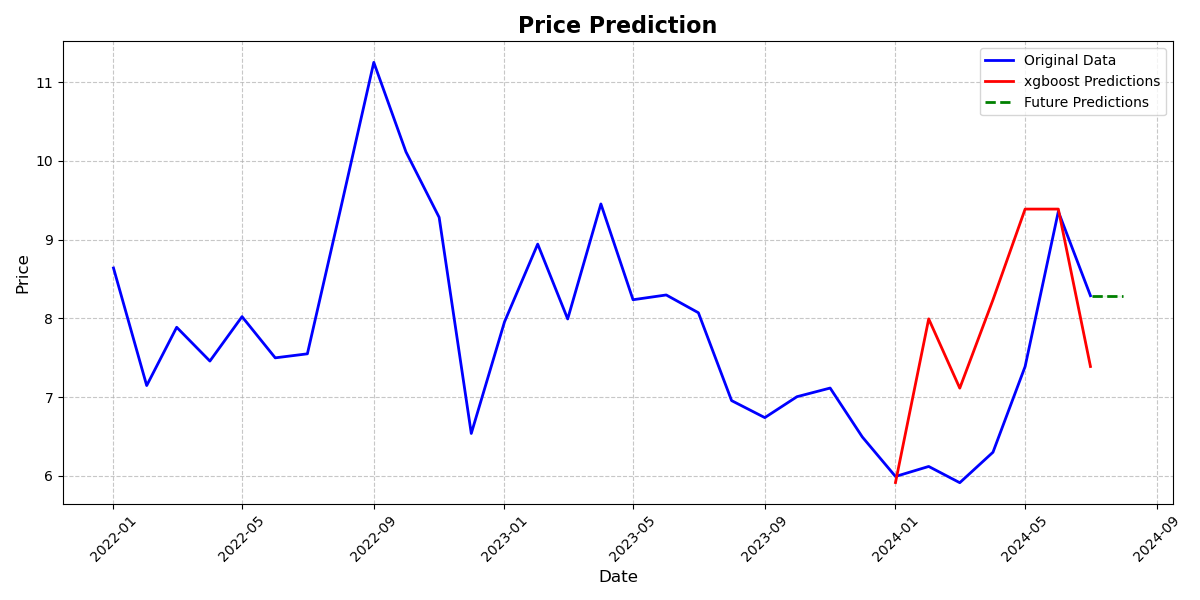 Price Prediction
Original Data
xgboost Predictions
Future Predictions
11
10
9
8
7
6
Price
2022-01
2022-05
2022-09
2023-01
2023-05
2023-09
2024-01
2024-05
2024-09
Date